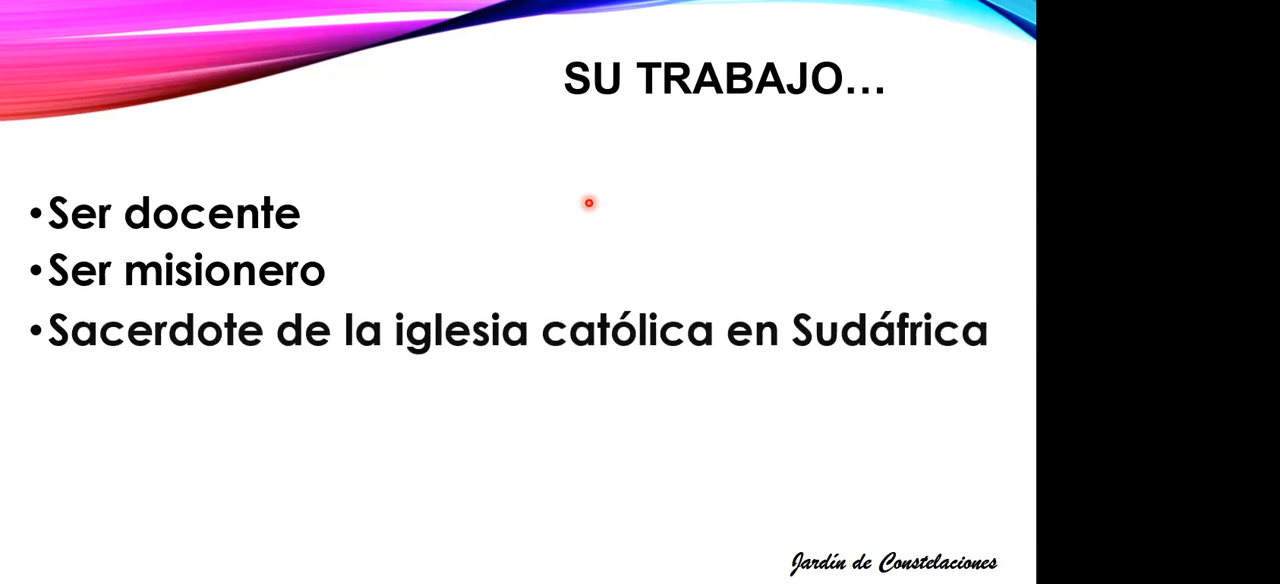 SU TRABAJO...
•Ser docente
•Ser misionero
•Sacerdote de la iglesia católica en Sudáfrica
Jardín de Constelaciones